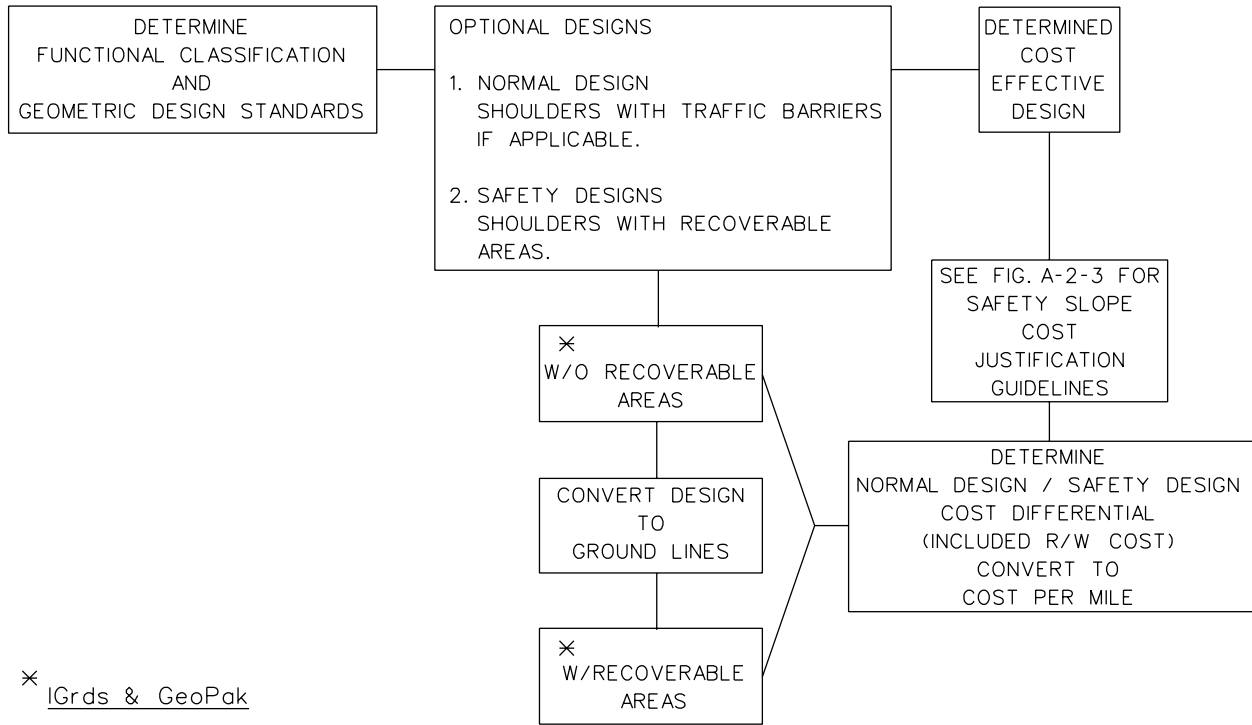 DETERMINE
FUNCTIONAL CLASSIFICATION
AND
GEOMETRIC DESIGN STANDARDS
OPTIONAL DESIGNS
1. NORMAL DESIGN
SHOULDERS WITH TRAFFIC BARRIERS
IF APPLICABLE.
2. SAFETY DESIGNS
SHOULDERS WITH RECOVERABLE
AREAS.
DETERMINED
COST
EFFECTIVE
DESIGN
SEE FIG. A-2-3 FOR
SAFETY SLOPE
COST
JUSTIFICATION
GUIDELINES
*
W/O RECOVERABLE
AREAS
CONVERT DESIGN
TO
GROUND LINES
*
W/RECOVERABLE
AREAS
DETERMINE
NORMAL DESIGN / SAFETY DESIGN
COST DIFFERENTIAL
(INCLUDED R/W COST)
CONVERT TO
COST PER MILE
* IGrds & GeoPak